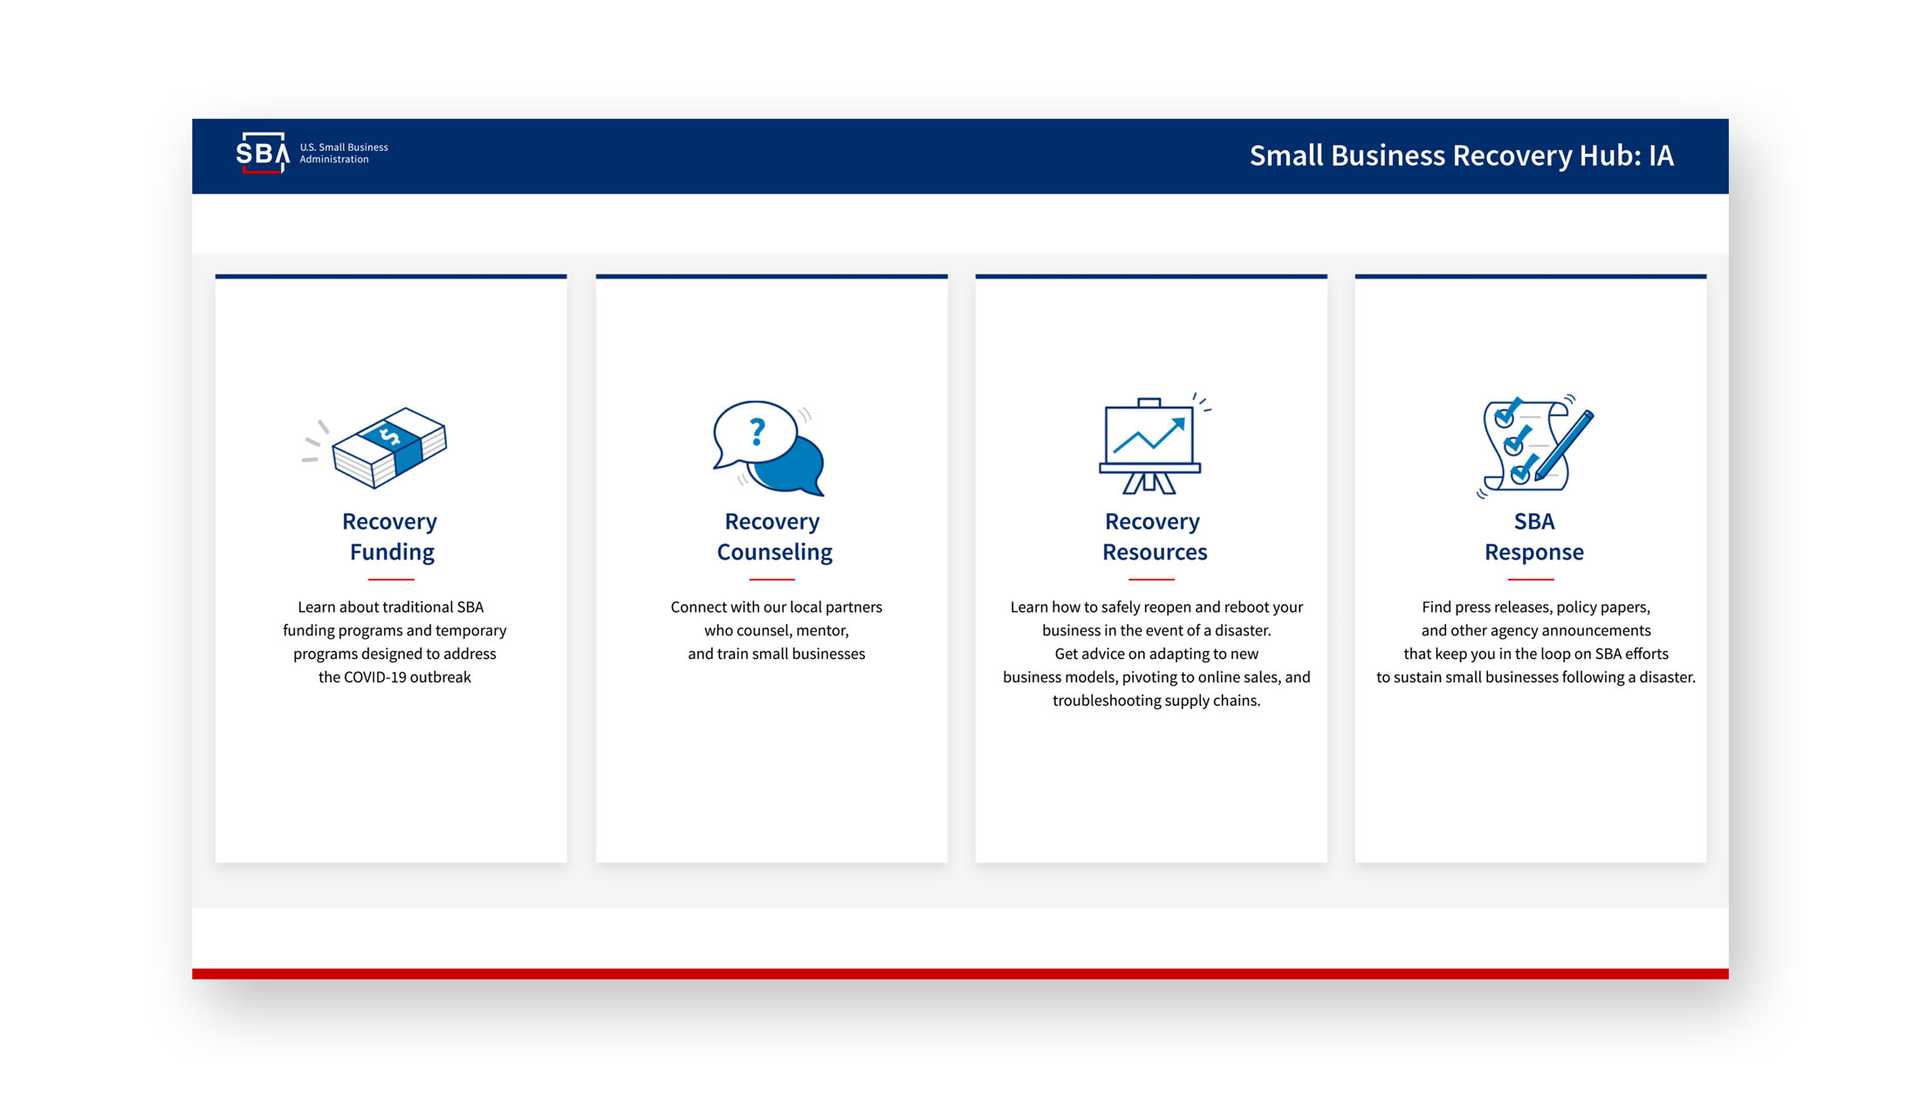 SBA
U.S. Small Business
Administration
Small Business Recovery Hub: IA
$
Recovery
Funding
Learn about traditional SBA
funding programs and temporary
programs designed to address
the COVID-19 outbreak
?
Recovery
Counseling
Connect with our local partners
who counsel, mentor,
and train small businesses
Recovery
Resources
Learn how to safely reopen and reboot your
business in the event of a disaster.
Get advice on adapting to new
business models, pivoting to online sales, and
troubleshooting supply chains.
SBA
Response
Find press releases, policy papers,
and other agency announcements
that keep you in the loop on SBA efforts
to sustain small businesses following a disaster.